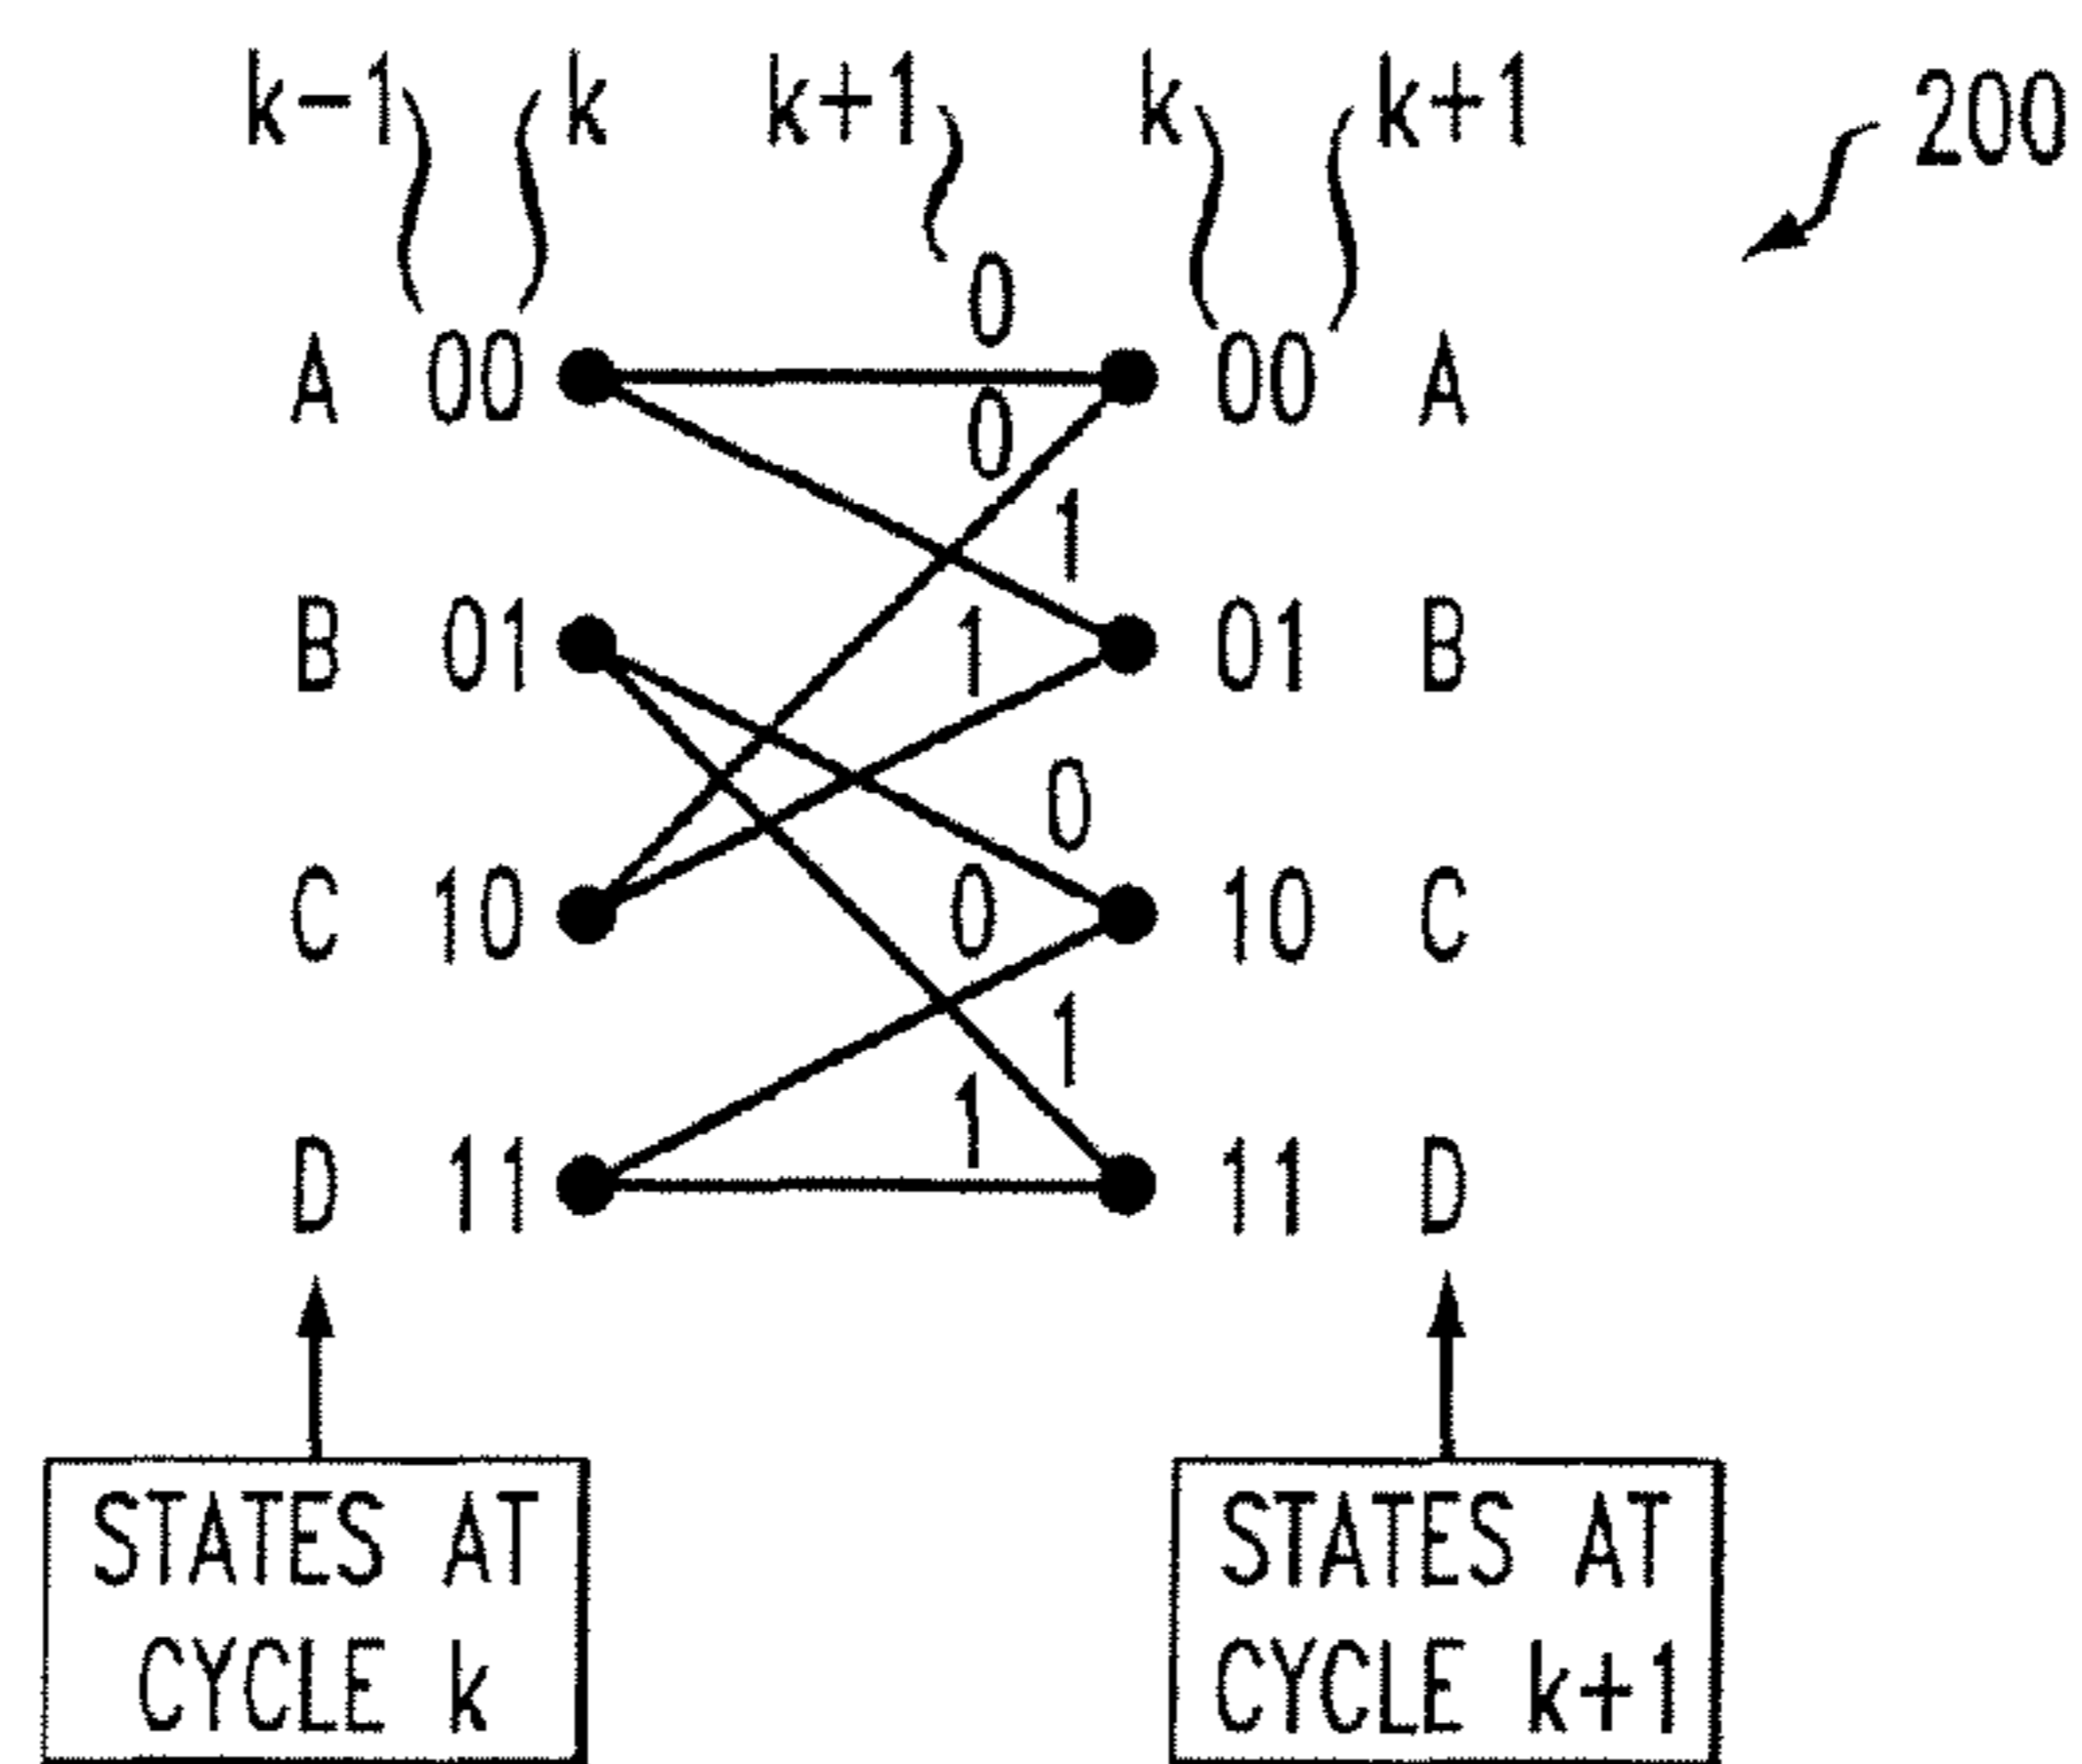 k-1 k k+1 k k+1 200
0
A 00 00 A
0
1
B 01 1 01 B
0
C 10 0 10 C
1
1
D 11 11 D
STATES AT
CYCLE k
STATES AT
CYCLE k+1